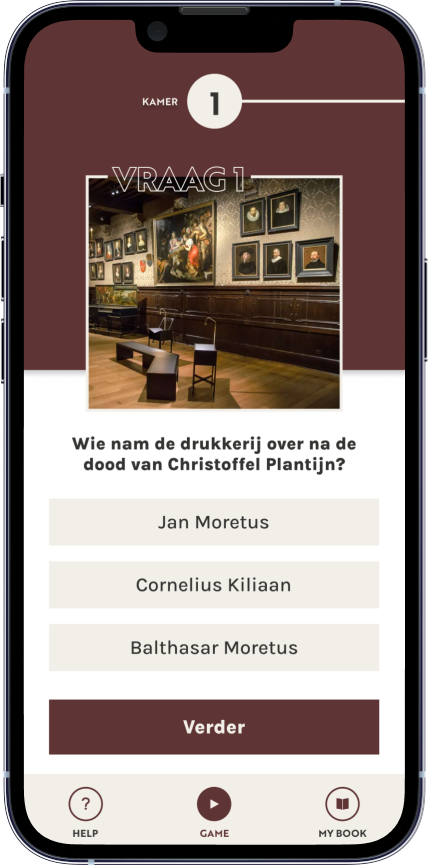 KAMER 1
VRAAG 1
Wie nam de drukkerij over na de
dood van Christoffel Plantijn?
Jan Moretus
Cornelius Kiliaan
Balthasar Moretus
Verder
?
HELP
GAME
MY BOOK